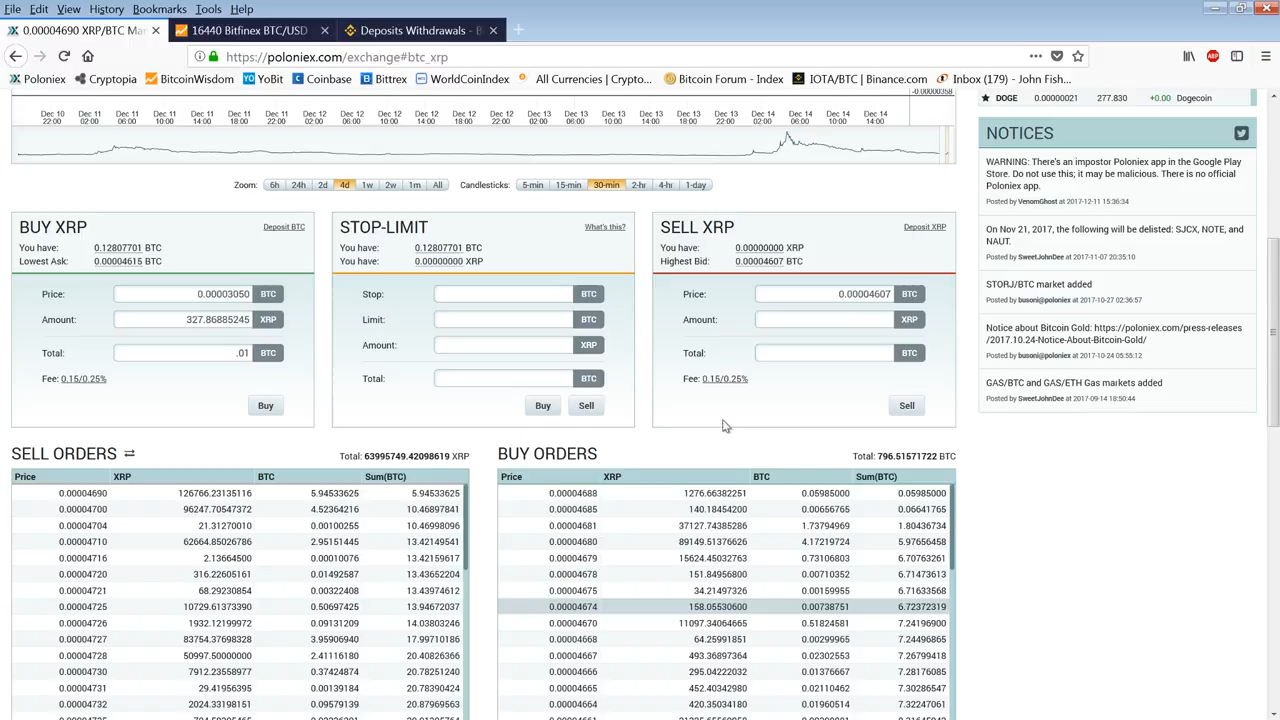 File Edit View History Bookmarks Tools Help
0.00004690 XRP/BTC Ma
16440 Bitfinex BTC/USD
Deposits Withdrawals - B
https://poloniex.com/exchange#btc_xrp
Poloniex Cryptopia BitcoinWisdom YoBit Coinbase Bittrex WorldCoinIndex All Currencies | Crypto... Bitcoin Forum - Index IOTA/BTC | Binance.com Inbox (179) - John Fish...
-0.00000358
Dec 10 22:00 Dec 11 02:00 Dec 11 06:00 Dec 11 10:00 Dec 11 14:00 Dec 11 18:00 Dec 11 22:00 Dec 12 02:00 Dec 12 06:00 Dec 12 10:00 Dec 12 14:00 Dec 12 18:00 Dec 12 22:00 Dec 13 02:00 Dec 13 06:00 Dec 13 10:00 Dec 13 14:00 Dec 13 18:00 Dec 13 22:00 Dec 14 02:00 Dec 14 06:00 Dec 14 10:00 Dec 14 14:00
Zoom: 6h 24h 2d 4d 1w 2w 1m All Candlesticks: 5-min 15-min 30-min 2-hr 4-hr 1-day
BUY XRP Deposit BTC
You have: 0.12807701 BTC
Lowest Ask: 0.00004615 BTC
Price: 0.00003050 BTC
Amount: 327.86885245 XRP
Total: .01 BTC
Fee: 0.15/0.25%
Buy
STOP-LIMIT What's this?
You have: 0.12807701 BTC
You have: 0.00000000 XRP
Stop: BTC
Limit: BTC
Amount: XRP
Total: BTC
Buy Sell
SELL XRP Deposit XRP
You have: 0.00000000 XRP
Highest Bid: 0.00004607 BTC
Price: 0.00004607 BTC
Amount: XRP
Total: BTC
Fee: 0.15/0.25%
Sell
SELL ORDERS Total: 63995749.42098619 XRP
Price XRP BTC Sum(BTC)
0.00004690 126766.23135116 5.94533625 5.94533625
0.00004700 96247.70547372 4.52364216 10.46897841
0.00004704 21.31270010 0.00100255 10.46998096
0.00004710 62664.85026786 2.95151445 13.42149541
0.00004716 2.13664500 0.00010076 13.42159617
0.00004720 316.22605161 0.01492587 13.43652204
0.00004721 68.29230854 0.00322408 13.43974612
0.00004725 10729.61373390 0.50697425 13.94672037
0.00004726 1932.12199972 0.09131209 14.03803246
0.00004727 83754.37698328 3.95906940 17.99710186
0.00004728 50997.50000000 2.41116180 20.40826366
0.00004730 7912.23558977 0.37424874 20.78251240
0.00004731 29.41956395 0.00139184 20.78390424
0.00004732 2024.33198151 0.09579139 20.87969563
BUY ORDERS Total: 796.51571722 BTC
Price XRP BTC Sum(BTC)
0.00004688 1276.66382251 0.05985000 0.05985000
0.00004685 140.18454200 0.00656765 0.06641765
0.00004681 37127.74385286 1.73794969 1.80436734
0.00004680 89149.51376626 4.17219724 5.97656458
0.00004679 15624.45032763 0.73106803 6.70763261
0.00004678 151.84956800 0.00710352 6.71473613
0.00004675 34.21497326 0.00159955 6.71633568
0.00004674 158.05530600 0.00738751 6.72372319
0.00004670 11097.34064665 0.51824581 7.24196900
0.00004668 64.25991851 0.00299965 7.24496865
0.00004667 493.36897364 0.02302553 7.26799418
0.00004666 295.04222032 0.01376667 7.28176085
0.00004665 452.40342980 0.02110462 7.30286547
0.00004664 420.35034180 0.01960514 7.32247061
DOGE 0.00000021 277.830 +0.00 Dogecoin
NOTICES
WARNING: There's an impostor Poloniex app in the Google Play
Store. Do not use this; it may be malicious. There is no official
Poloniex app.
Posted by VenomGhost at 2017-12-11 15:36:34
On Nov 21, 2017, the following will be delisted: SJCX, NOTE, and
NAUT.
Posted by SweetJohnDee at 2017-11-07 20:35:10
STORJ/BTC market added
Posted by busoni@poloniex at 2017-10-27 02:36:57
Notice about Bitcoin Gold: https://poloniex.com/press-releases
/2017.10.24-Notice-About-Bitcoin-Gold/
Posted by busoni@poloniex at 2017-10-24 05:55:12
GAS/BTC and GAS/ETH Gas markets added
Posted by SweetJohnDee at 2017-09-14 18:50:44